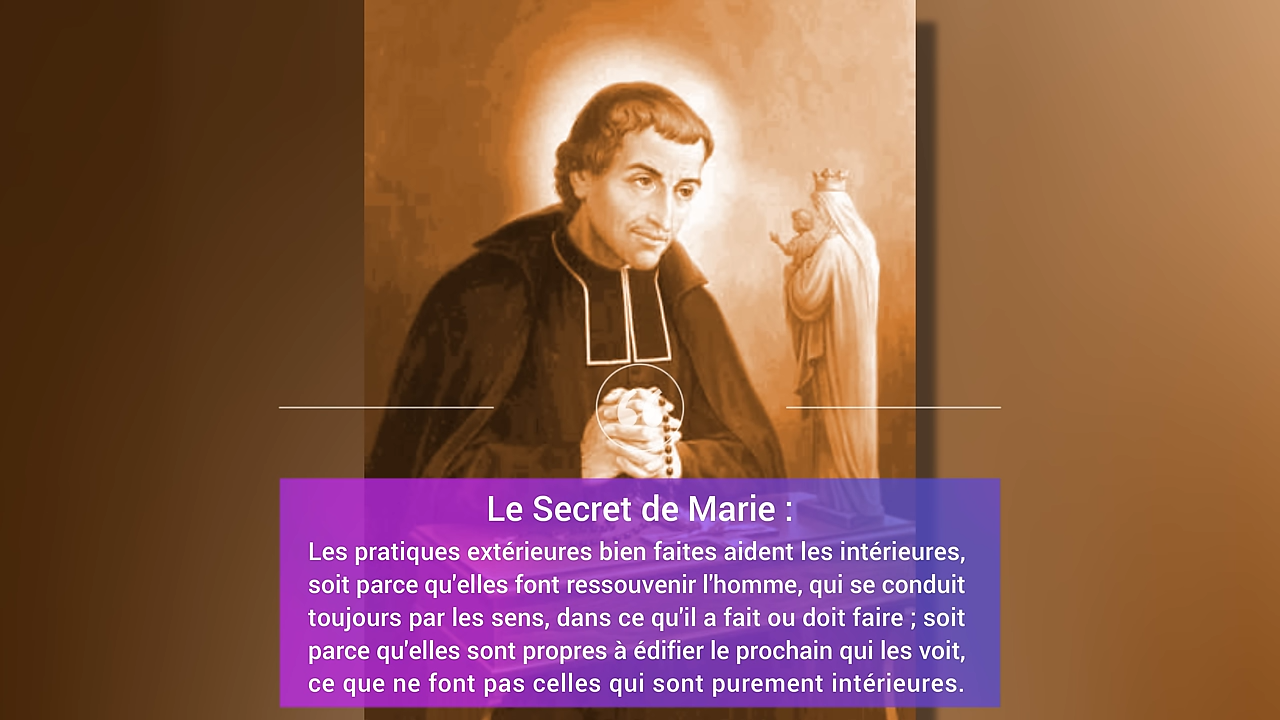 Le Secret de Marie :
Les pratiques extérieures bien faites aident les intérieures,
soit parce qu'elles font ressouvenir l'homme, qui se conduit
toujours par les sens, dans ce qu'il a fait ou doit faire ; soit
parce qu'elles sont propres à édifier le prochain qui les voit,
ce que ne font pas celles qui sont purement intérieures.